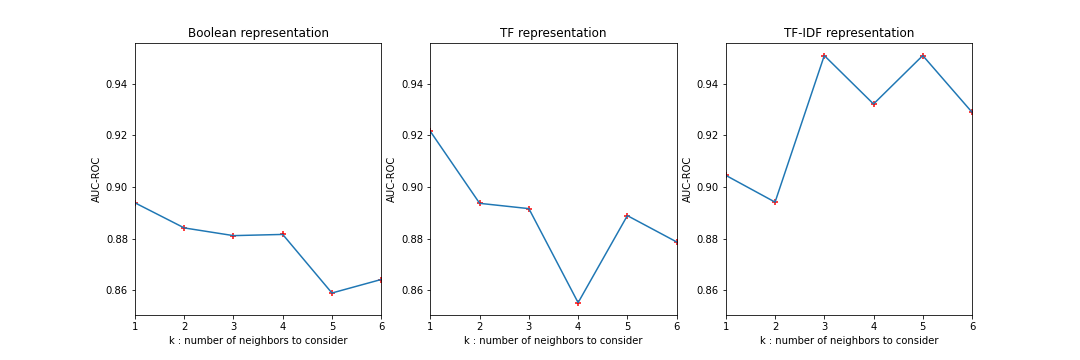 Boolean representation
0.94
0.92
0.90
0.88
0.86
AUC-ROC
1 2 3 4 5 6
k : number of neighbors to consider
TF representation
0.94
0.92
0.90
0.88
0.86
AUC-ROC
1 2 3 4 5 6
k : number of neighbors to consider
TF-IDF representation
0.94
0.92
0.90
0.88
0.86
AUC-ROC
1 2 3 4 5 6
k : number of neighbors to consider